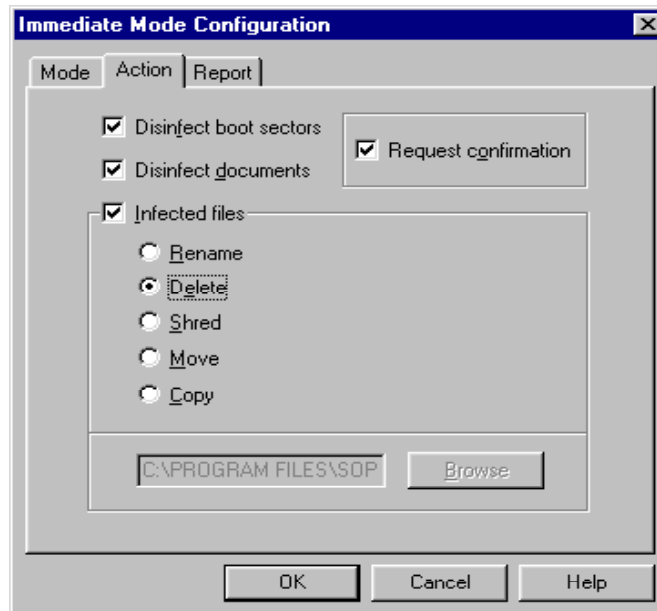 Immediate Mode Configuration
Mode Action Report
Disinfect boot sectors
Request confirmation
Disinfect documents
Infected files
Rename
Delete
Shred
Move
Copy
C:\PROGRAM FILES\SOP Browse
OK Cancel Help